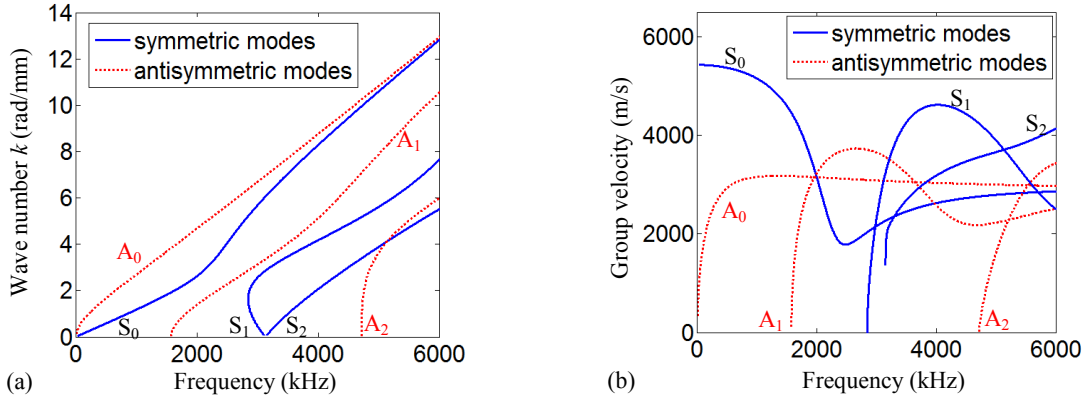 14
12
10
8
6
4
2
0
Wave number k (rad/mm)
symmetric modes
antisymmetric modes
A0
S0
S1
S2
A1
A2
0
2000
4000
6000
(a)
Frequency (kHz)
6000
4000
2000
0
Group velocity (m/s)
symmetric modes
antisymmetric modes
S0
S1
S2
A0
A1
A2
0
2000
4000
6000
(b)
Frequency (kHz)